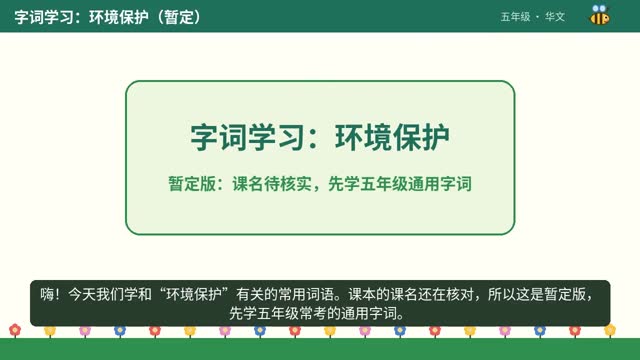 字词学习：环境保护（暂定）
五年级 · 华文
字词学习：环境保护
暂定版：课名待核实，先学五年级通用字词
嗨！今天我们学和“环境保护”有关的常用词语。课本的课名还在核对，所以这是暂定版，
先学五年级常考的通用字词。